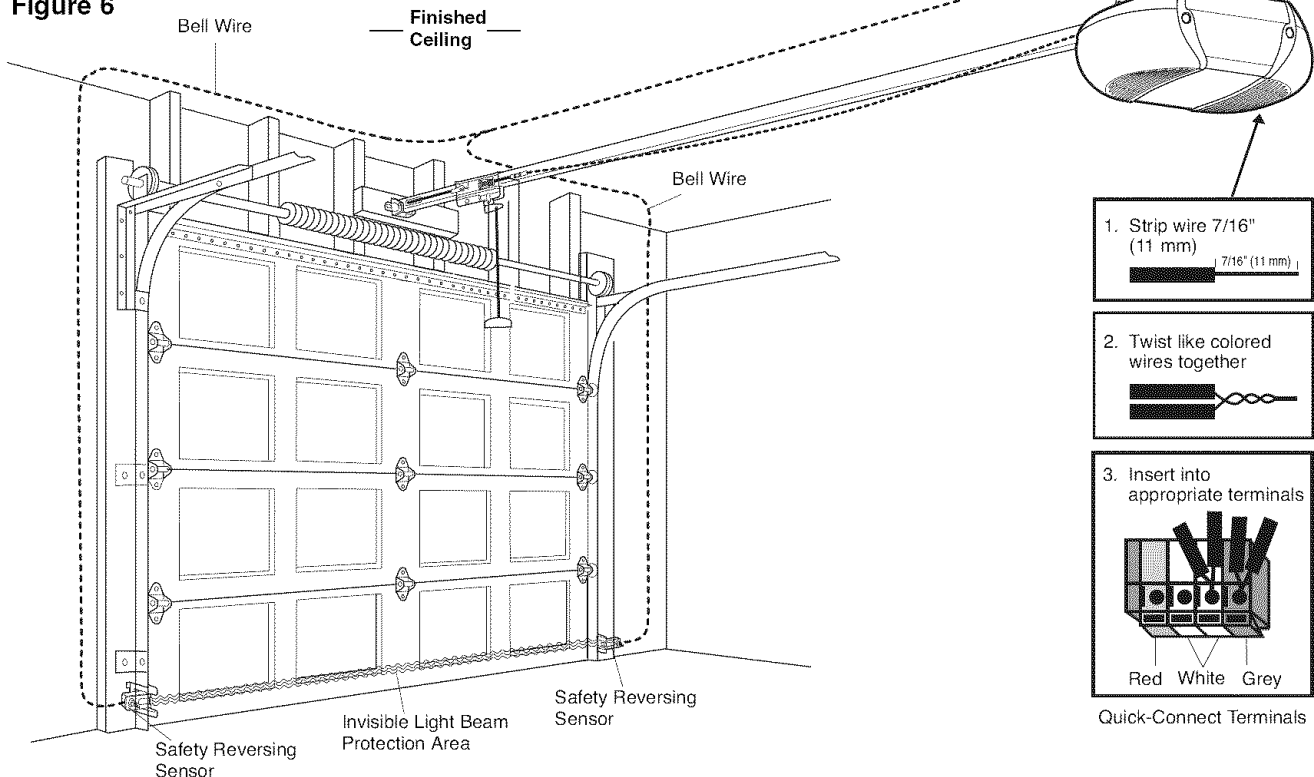 Figure 6
Bell Wire
Finished
Ceiling
Bell Wire
1. Strip wire 7/16"
(11 mm)
7/16" (11 mm)
2. Twist like colored
wires together
3. Insert into
appropriate terminals
Red White Grey
Quick-Connect Terminals
Safety Reversing
Sensor
Invisible Light Beam
Protection Area
Safety Reversing
Sensor